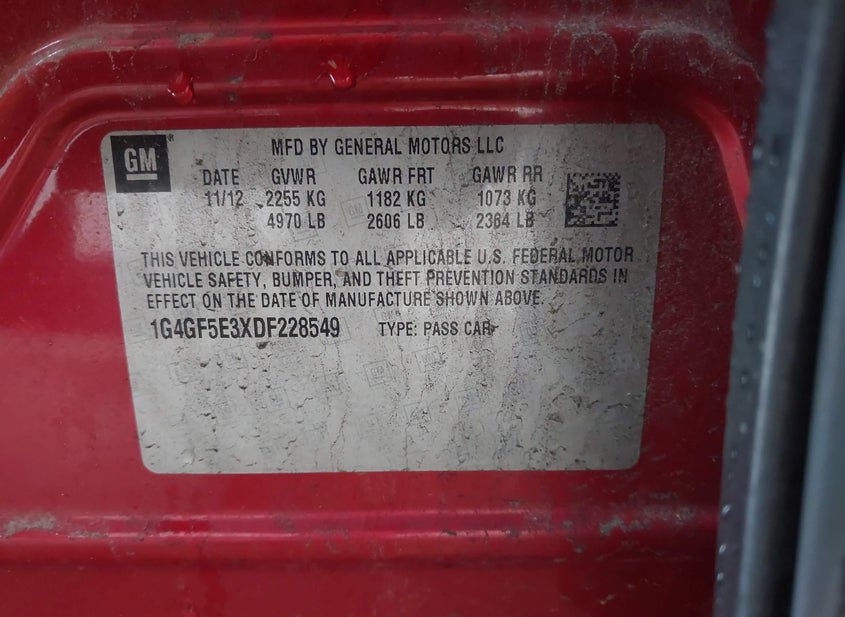 GM
MFD BY GENERAL MOTORS LLC
DATE GVWR GAWR FRT GAWR RR
11/12 2255 KG 1182 KG 1073 KG
4970 LB 2606 LB 2364 LB
THIS VEHICLE CONFORMS TO ALL APPLICABLE U.S. FEDERAL MOTOR
VEHICLE SAFETY, BUMPER, AND THEFT PREVENTION STANDARDS IN
EFFECT ON THE DATE OF MANUFACTURE SHOWN ABOVE.
1G4GF5E3XDF228549 TYPE: PASS CAR